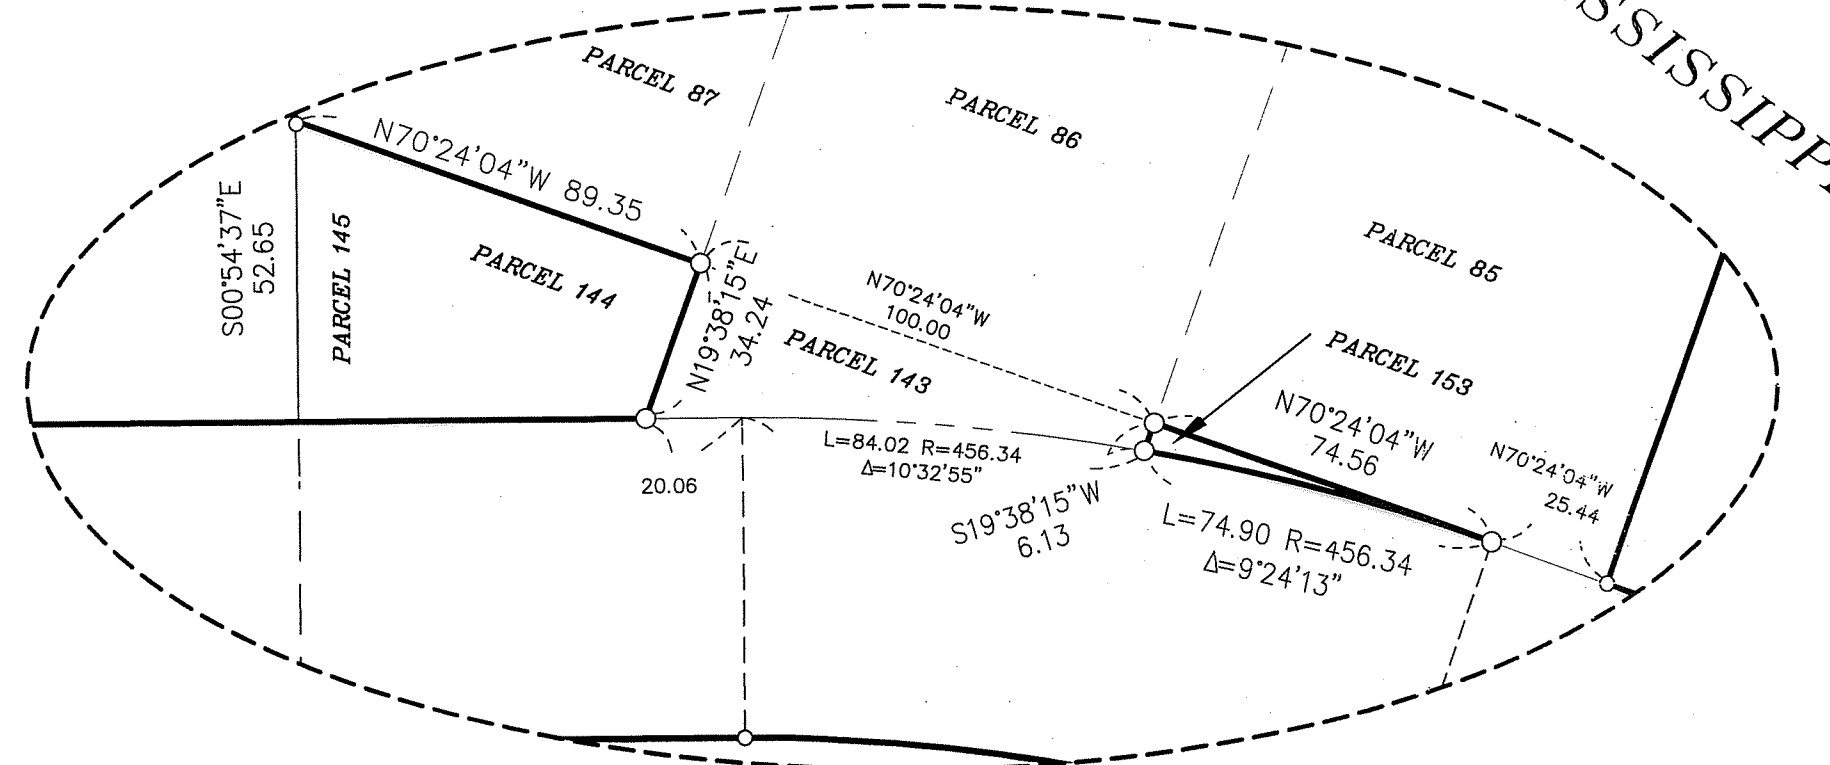 SSISSIPP
PARCEL 87
PARCEL 86
N70°24'04"W 89.35
S00°54'37"E
52.65
PARCEL 145
PARCEL 144
N19°38'15"E
34.24
N70°24'04"W
100.00
PARCEL 143
PARCEL 85
PARCEL 153
N70°24'04"W
74.56
N70°24'04"W
25.44
L=84.02 R=456.34
Δ=10°32'55"
20.06
S19°38'15"W
6.13
L=74.90 R=456.34
Δ=9°24'13"